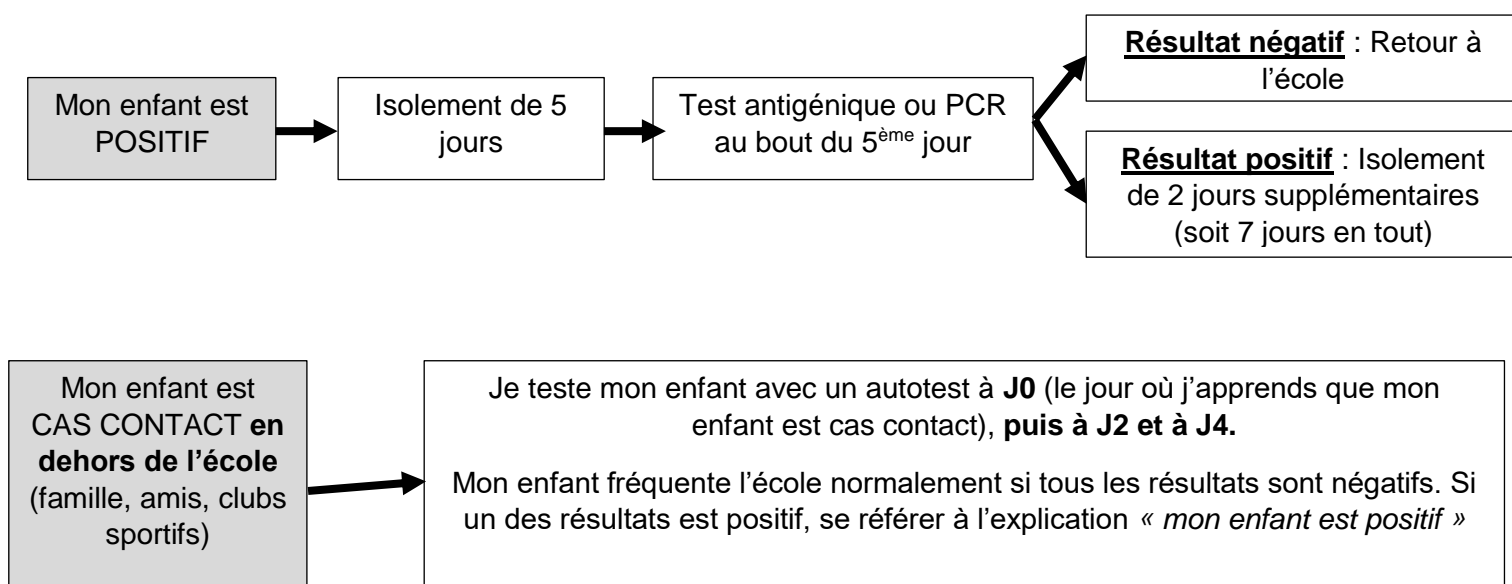 Mon enfant est
POSITIF
Isolement de 5
jours
Test antigénique ou PCR
au bout du 5ème jour
Résultat négatif : Retour à
l’école
Résultat positif : Isolement
de 2 jours supplémentaires
(soit 7 jours en tout)
Mon enfant est
CAS CONTACT en
dehors de l’école
(famille, amis, clubs
sportifs)
Je teste mon enfant avec un autotest à J0 (le jour où j’apprends que mon
enfant est cas contact), puis à J2 et à J4.
Mon enfant fréquente l’école normalement si tous les résultats sont négatifs. Si
un des résultats est positif, se référer à l’explication « mon enfant est positif »